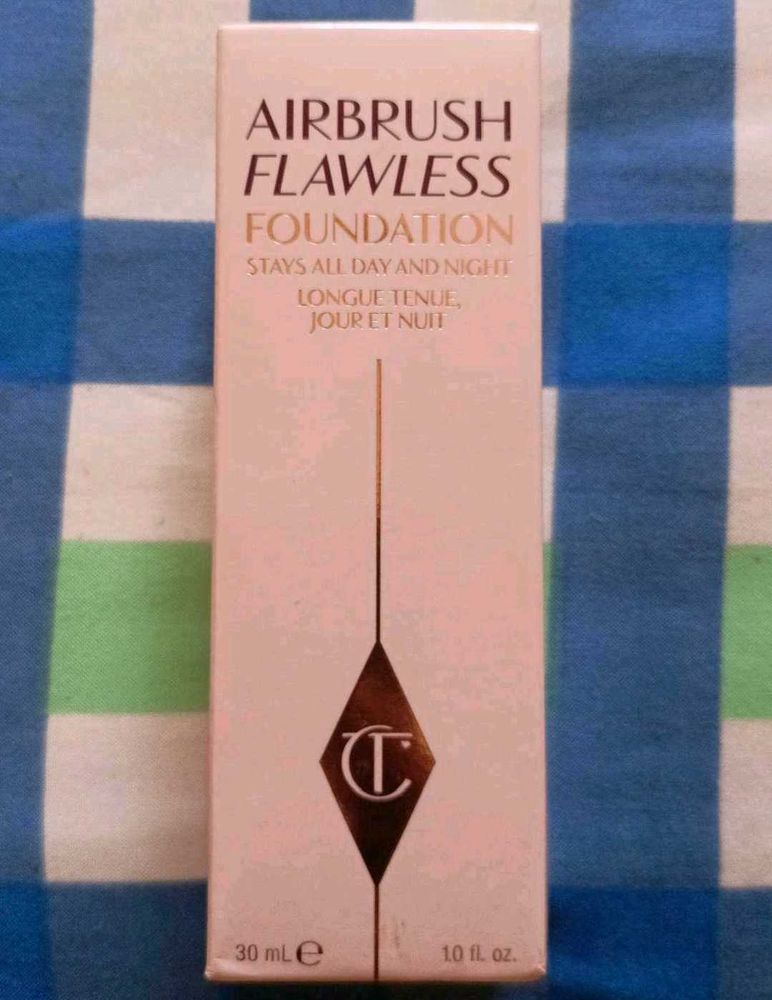 AIRBRUSH
FLAWLESS
FOUNDATION
STAYS ALL DAY AND NIGHT
LONGUE TENUE,
JOUR ET NUIT
CT
30 mL℮
1.0 fl. oz.